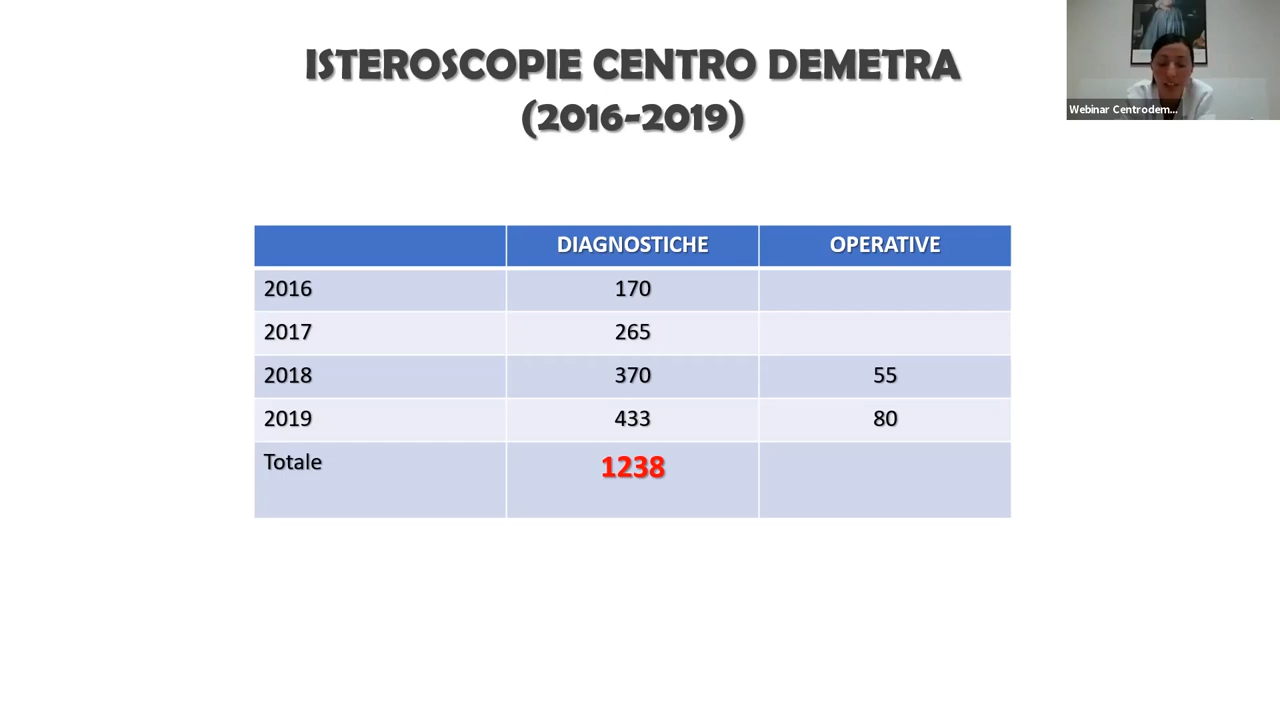 ISTEROSCOPIE CENTRO DEMETRA
(2016-2019)
Webinar Centrodem...
DIAGNOSTICHE OPERATIVE
2016 170
2017 265
2018 370 55
2019 433 80
Totale 1238